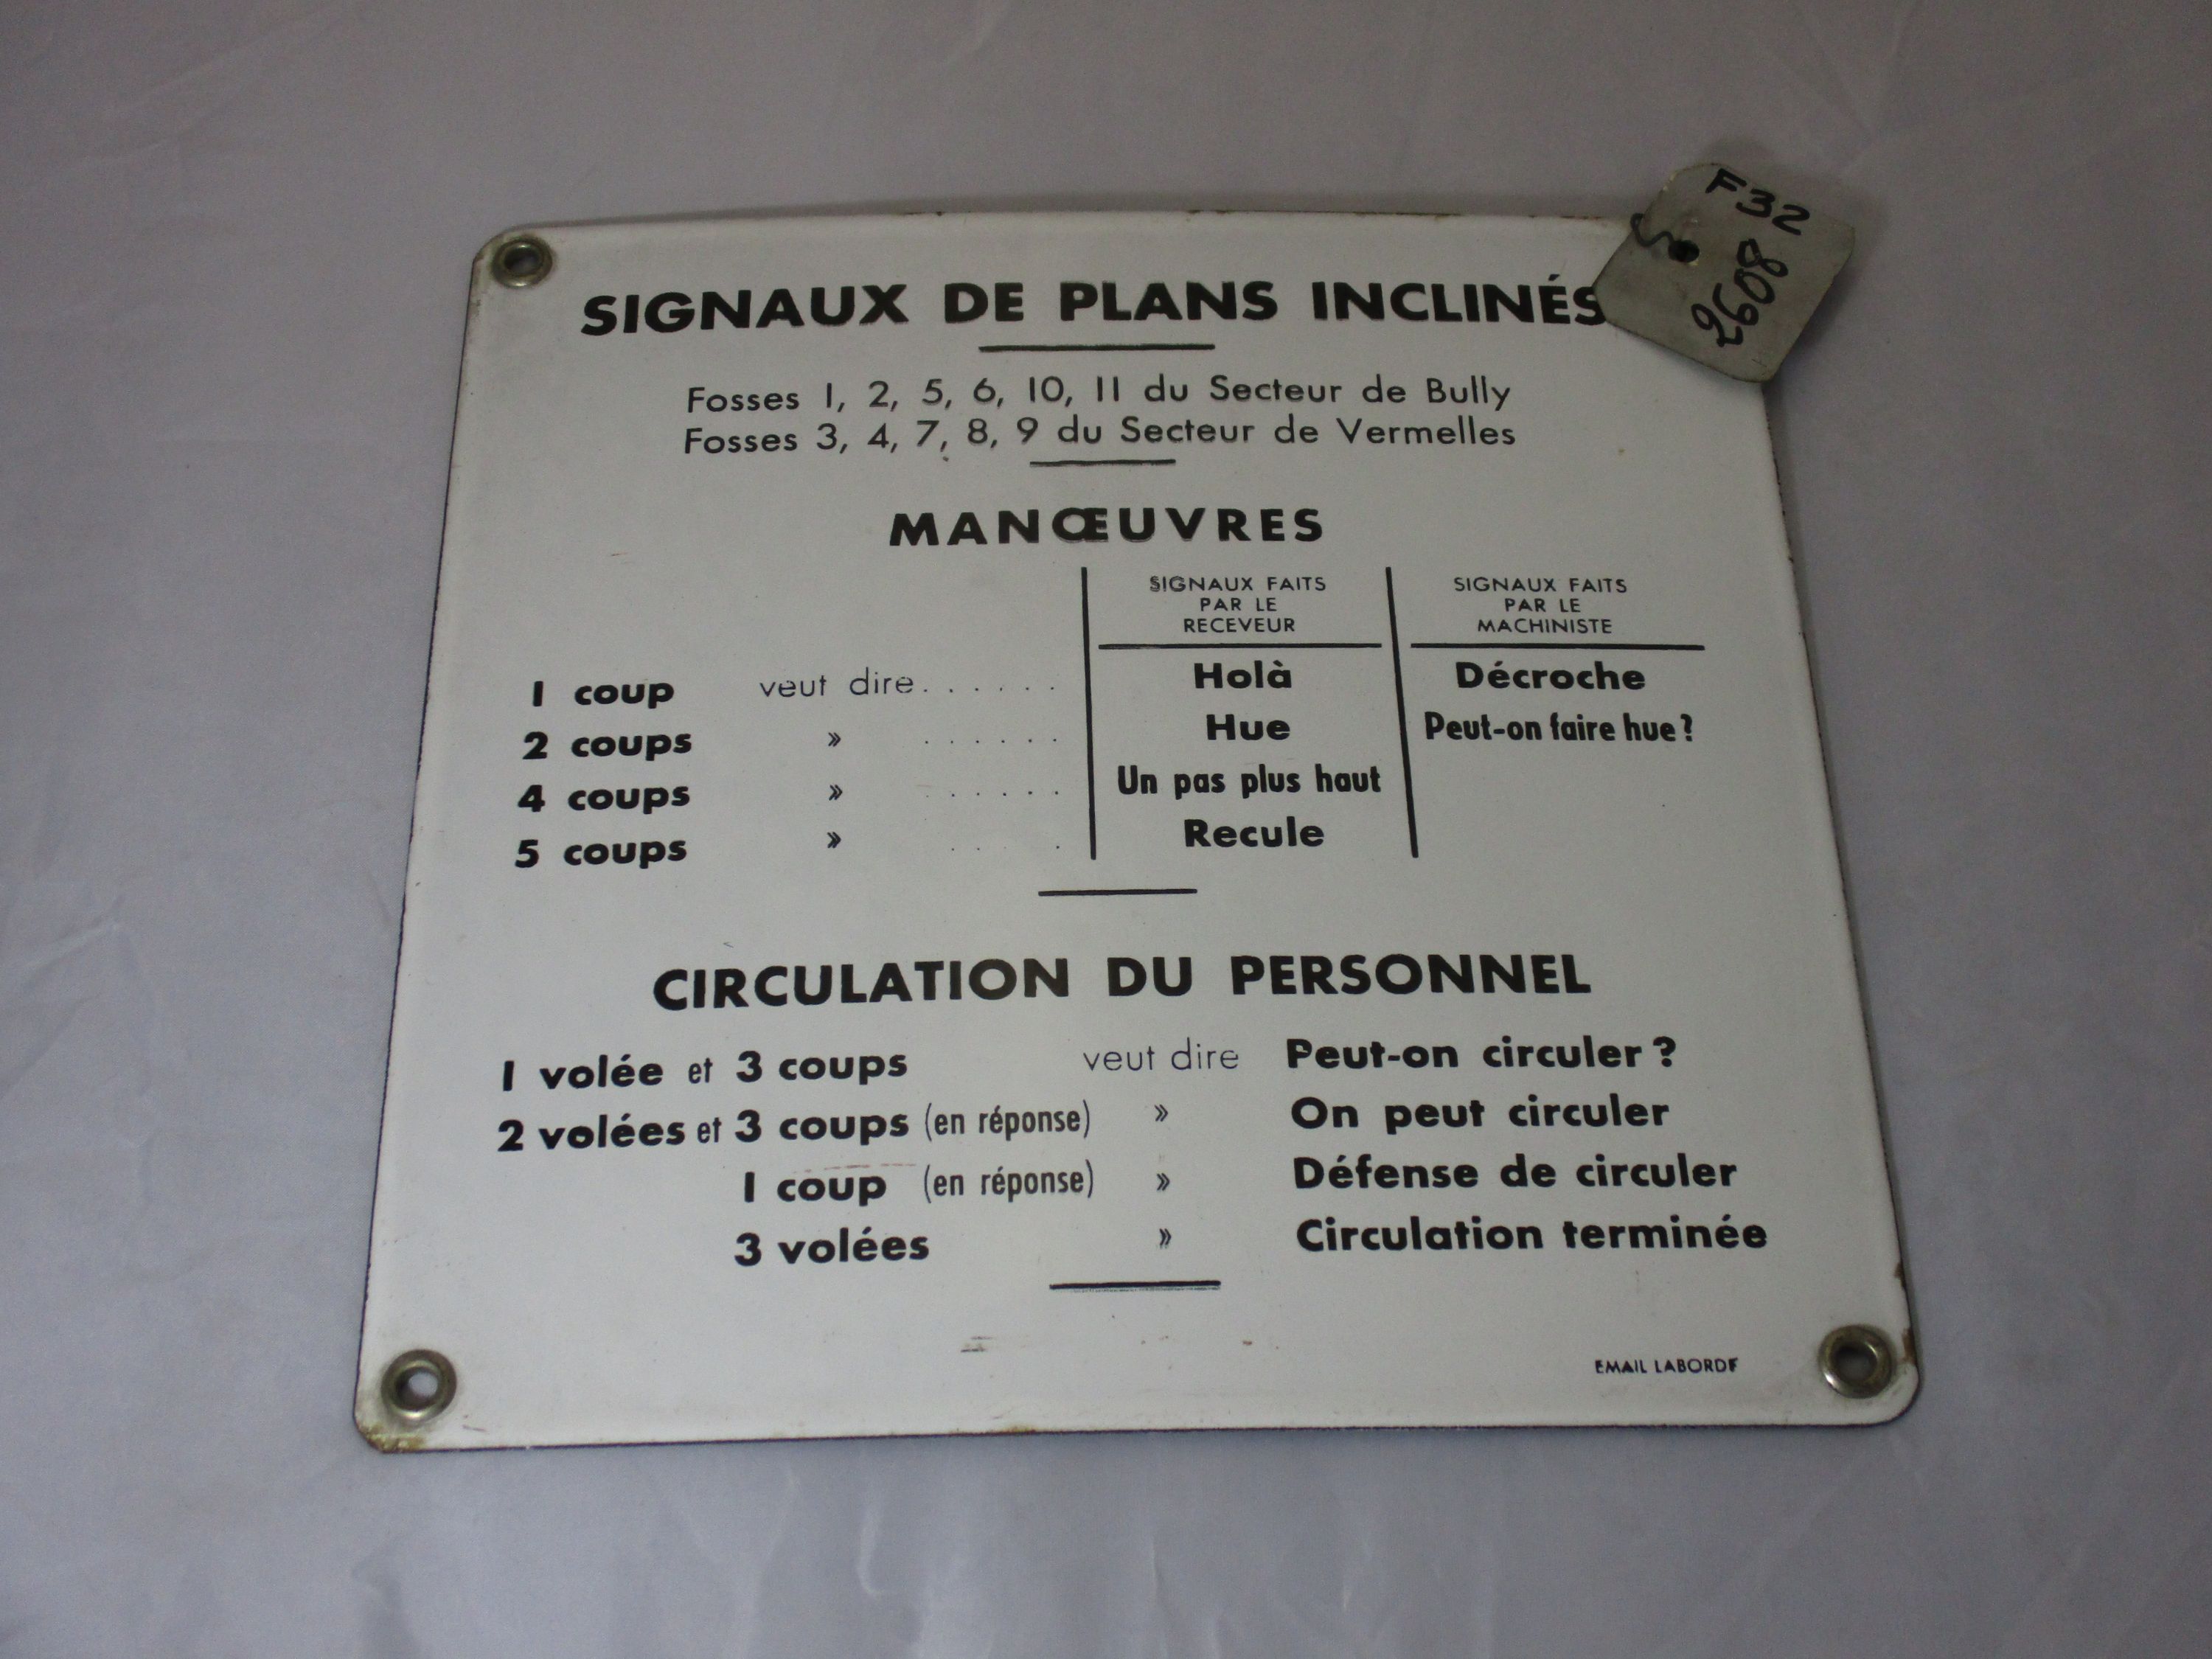 F32
2608
SIGNAUX DE PLANS INCLINÉS
Fosses 1, 2, 5, 6, 10, 11 du Secteur de Bully
Fosses 3, 4, 7, 8, 9 du Secteur de Vermelles
MANŒUVRES
SIGNAUX FAITS PAR LE RECEVEUR SIGNAUX FAITS PAR LE MACHINISTE
1 coup veut dire....... Holà Décroche
2 coups » ...... Hue Peut-on faire hue?
4 coups » ..... Un pas plus haut
5 coups » .... Recule
CIRCULATION DU PERSONNEL
1 volée et 3 coups veut dire Peut-on circuler?
2 volées et 3 coups (en réponse) » On peut circuler
1 coup (en réponse) » Défense de circuler
3 volées » Circulation terminée
EMAIL LABORDE